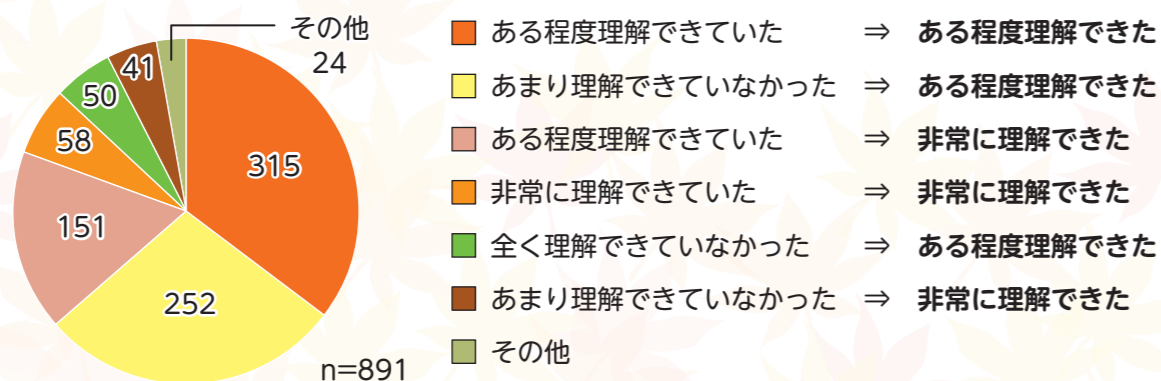 その他
24
41
50
58
315
151
252
n=891
ある程度理解できていた ⇒ ある程度理解できた
あまり理解できていなかった ⇒ ある程度理解できた
ある程度理解できていた ⇒ 非常に理解できた
非常に理解できていた ⇒ 非常に理解できた
全く理解できていなかった ⇒ ある程度理解できた
あまり理解できていなかった ⇒ 非常に理解できた
その他